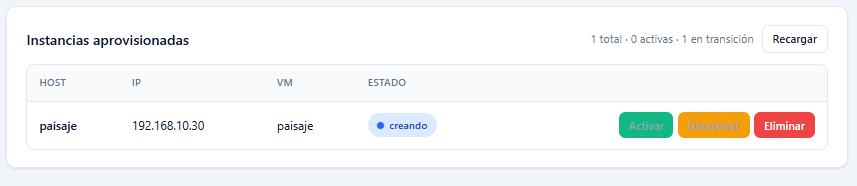 Instancias aprovisionadas
1 total · 0 activas · 1 en transición
Recargar
HOST IP VM ESTADO
paisaje 192.168.10.30 paisaje creando Activar Desactivar Eliminar